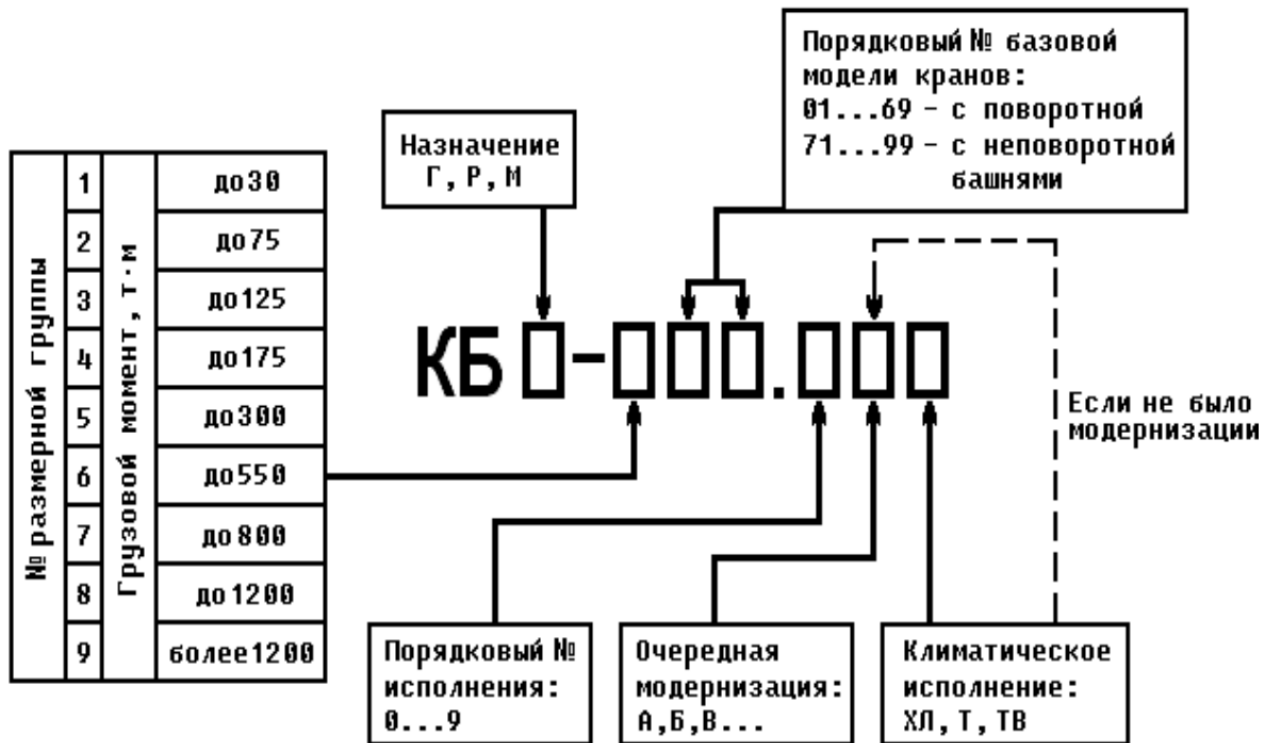 Порядковый № базовой
модели кранов:
01...69 – с поворотной
71...99 – с неповоротной
башнями
Назначение
Г, Р, М
№ размерной группы
Грузовой момент, т·м
1 до 30
2 до 75
3 до 125
4 до 175
5 до 300
6 до 550
7 до 800
8 до 1200
9 более 1200
КБ - .
Если не было
модернизации
Порядковый №
исполнения:
0...9
Очередная
модернизация:
А,Б,В...
Климатическое
исполнение:
ХЛ, Т, ТВ